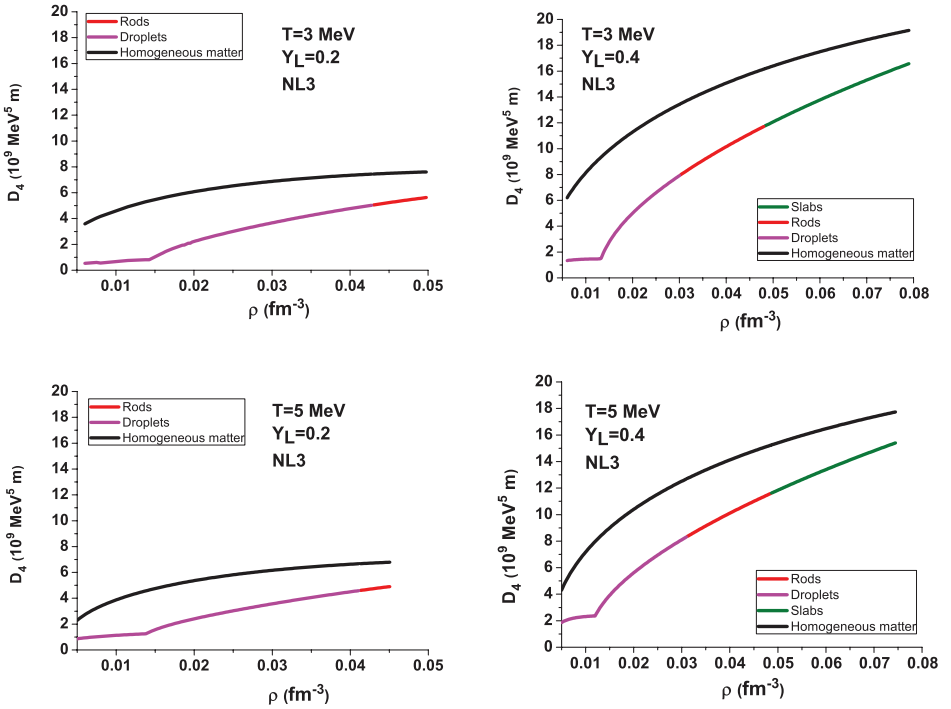 20
18
16
14
12
10
8
6
4
2
0
D4 (10^9 MeV^5 m)
Rods
Droplets
Homogeneous matter
T=3 MeV
YL=0.2
NL3
0.01 0.02 0.03 0.04 0.05
ρ (fm^-3)
20
18
16
14
12
10
8
6
4
2
0
D4 (10^9 MeV^5 m)
T=3 MeV
YL=0.4
NL3
Slabs
Rods
Droplets
Homogeneous matter
0.01 0.02 0.03 0.04 0.05 0.06 0.07 0.08
ρ (fm^-3)
20
18
16
14
12
10
8
6
4
2
0
D4 (10^9 MeV^5 m)
Rods
Droplets
Homogeneous matter
T=5 MeV
YL=0.2
NL3
0.01 0.02 0.03 0.04 0.05
ρ (fm^-3)
20
18
16
14
12
10
8
6
4
2
0
D4 (10^9 MeV^5 m)
T=5 MeV
YL=0.4
NL3
Rods
Droplets
Slabs
Homogeneous matter
0.01 0.02 0.03 0.04 0.05 0.06 0.07 0.08
ρ (fm^-3)